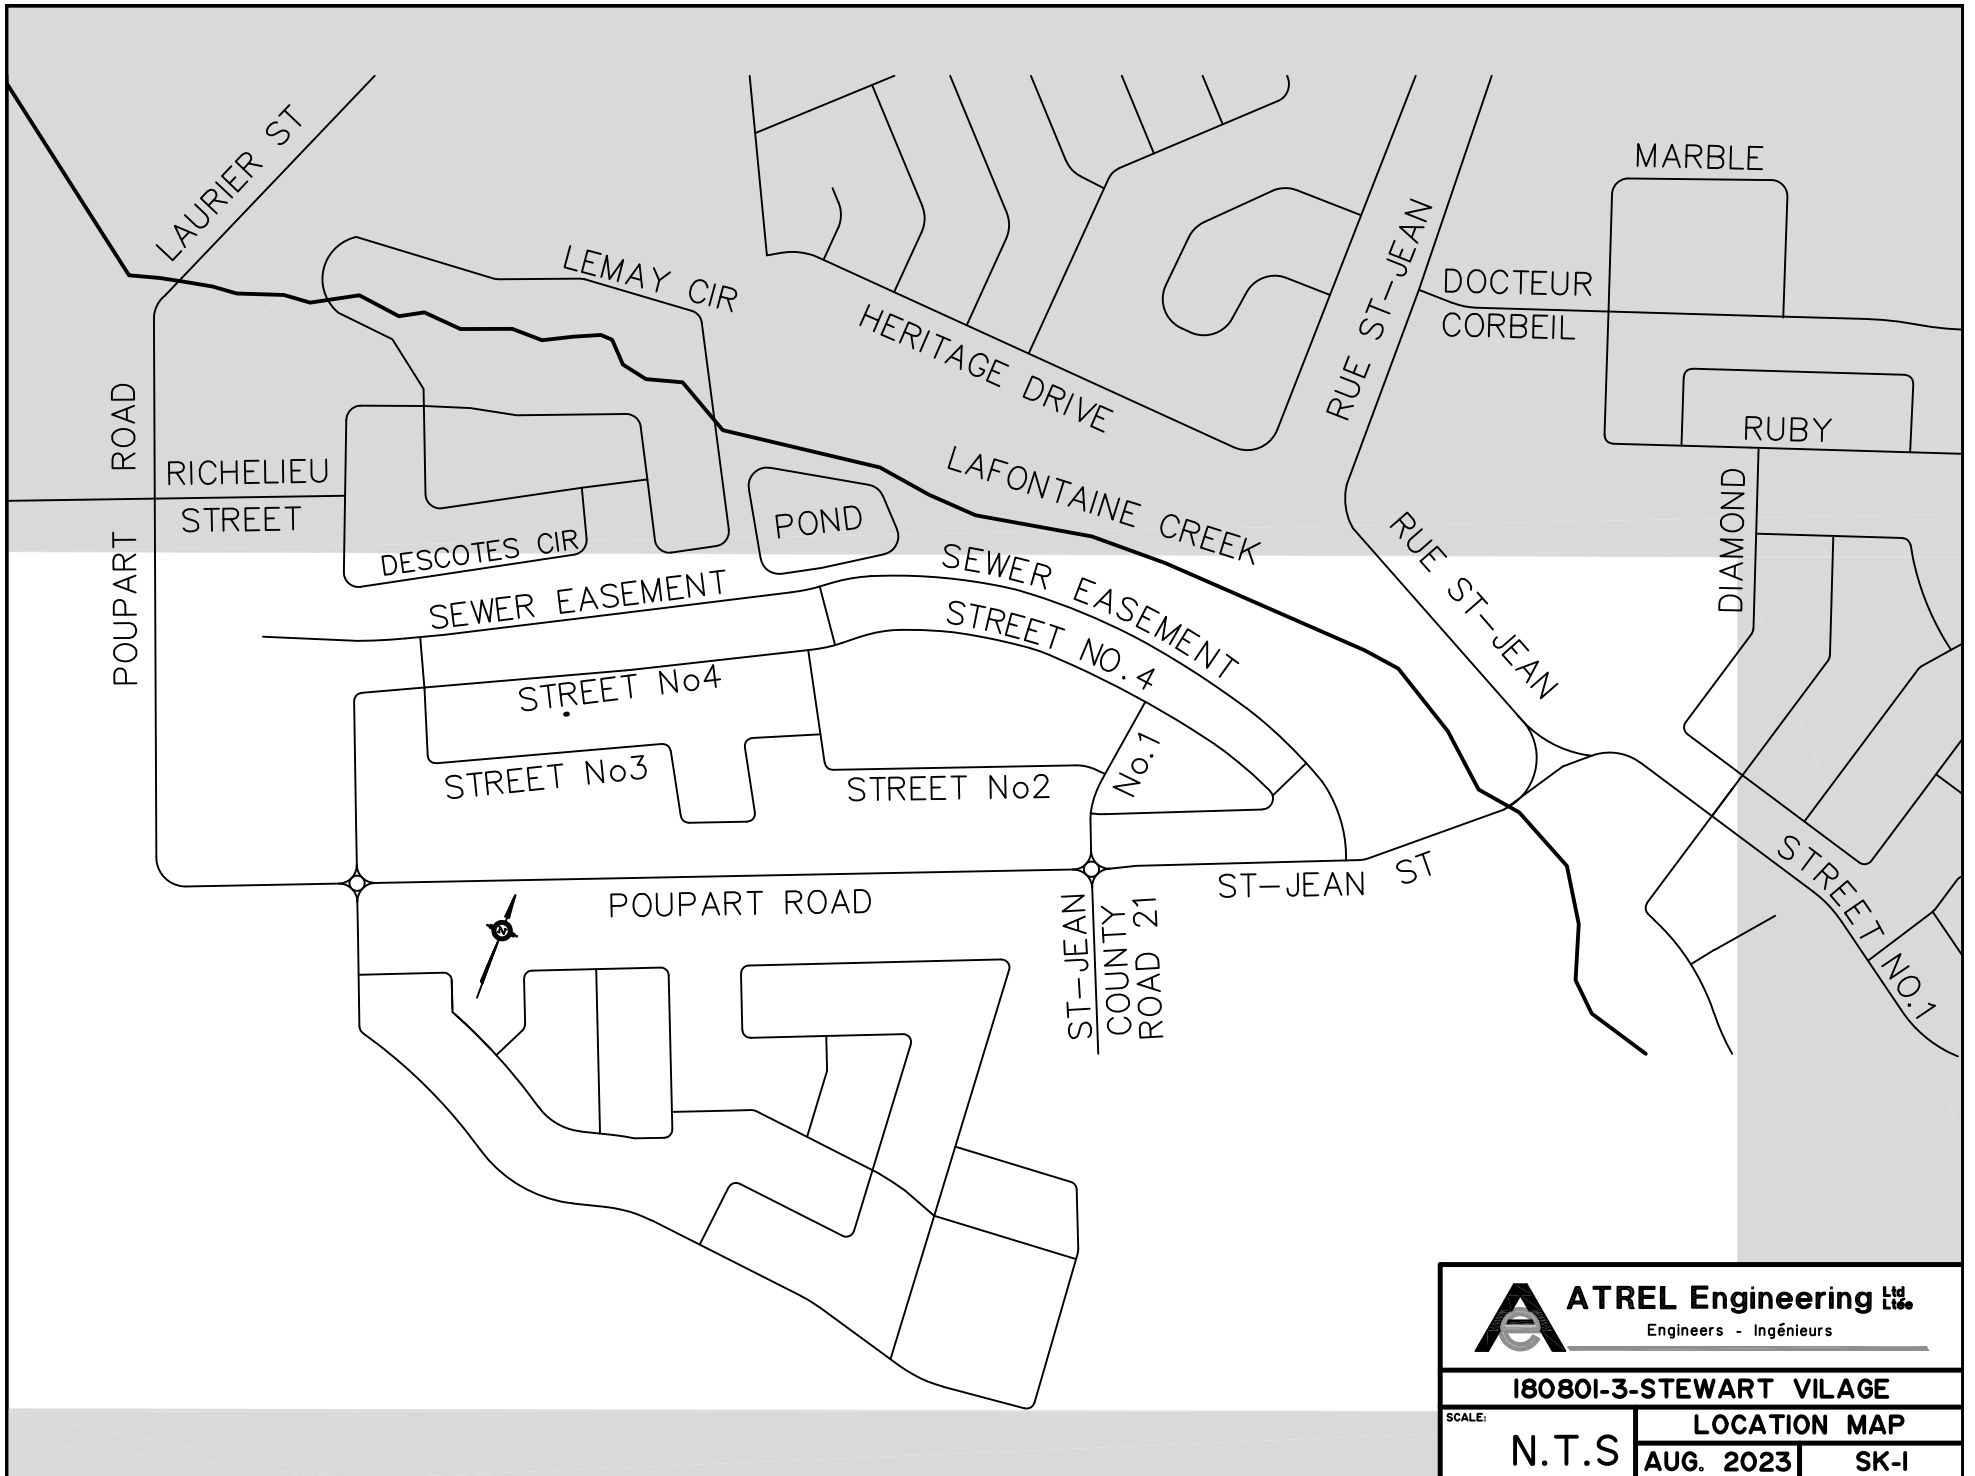 LAURIER ST
MARBLE
LEMAY CIR
RUE ST-JEAN
DOCTEUR
CORBEIL
HERITAGE DRIVE
POUPART ROAD
RICHELIEU
STREET
RUBY
LAFONTAINE CREEK
POND
DIAMOND
DESCOTES CIR
SEWER EASEMENT
SEWER EASEMENT
RUE ST-JEAN
STREET NO.4
STREET No4
STREET No3
STREET No2
No.1
STREET NO.1
POUPART ROAD
ST-JEAN ST
ST-JEAN
COUNTY
ROAD 21
N
ATREL Engineering Ltd
Ltée
Engineers - Ingénieurs
180801-3-STEWART VILAGE
SCALE:
N.T.S
LOCATION MAP
AUG. 2023
SK-1